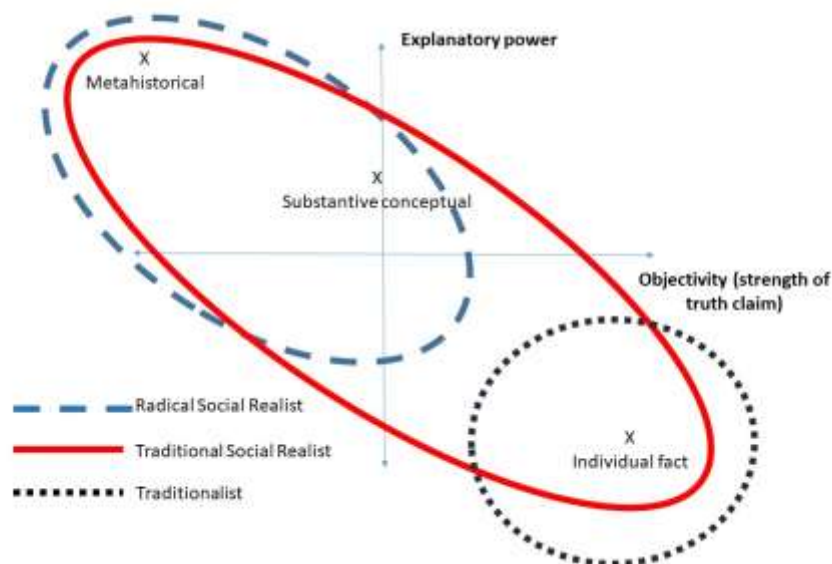 Explanatory power
X
Metahistorical
X
Substantive conceptual
Objectivity (strength of
truth claim)
Radical Social Realist
X
Traditional Social Realist
Individual fact
Traditionalist